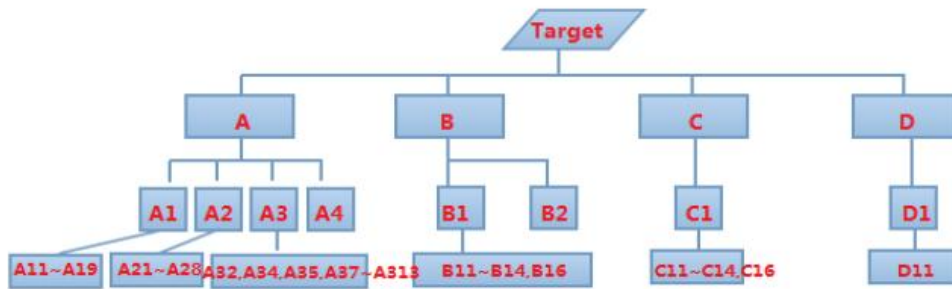 Target
A
B
C
D
A1
A2
A3
A4
B1
B2
C1
D1
A11~A19
A21~A28
A32,A34,A35,A37~A313
B11~B14,B16
C11~C14,C16
D11